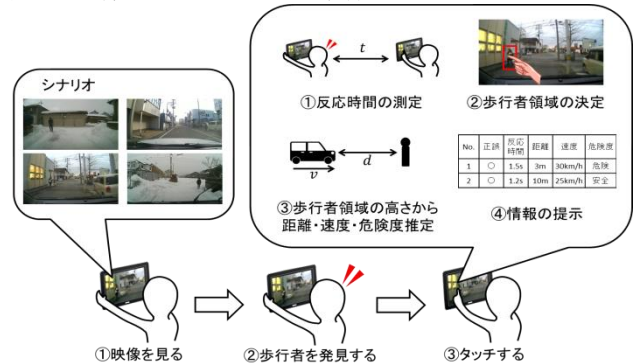 シナリオ
t
①反応時間の測定
②歩行者領域の決定
v
d
③歩行者領域の高さから
距離・速度・危険度推定
No. 正誤 反応時間 距離 速度 危険度
1 ○ 1.5s 3m 30km/h 危険
2 ○ 1.2s 10m 25km/h 安全
④情報の提示
①映像を見る
②歩行者を発見する
③タッチする